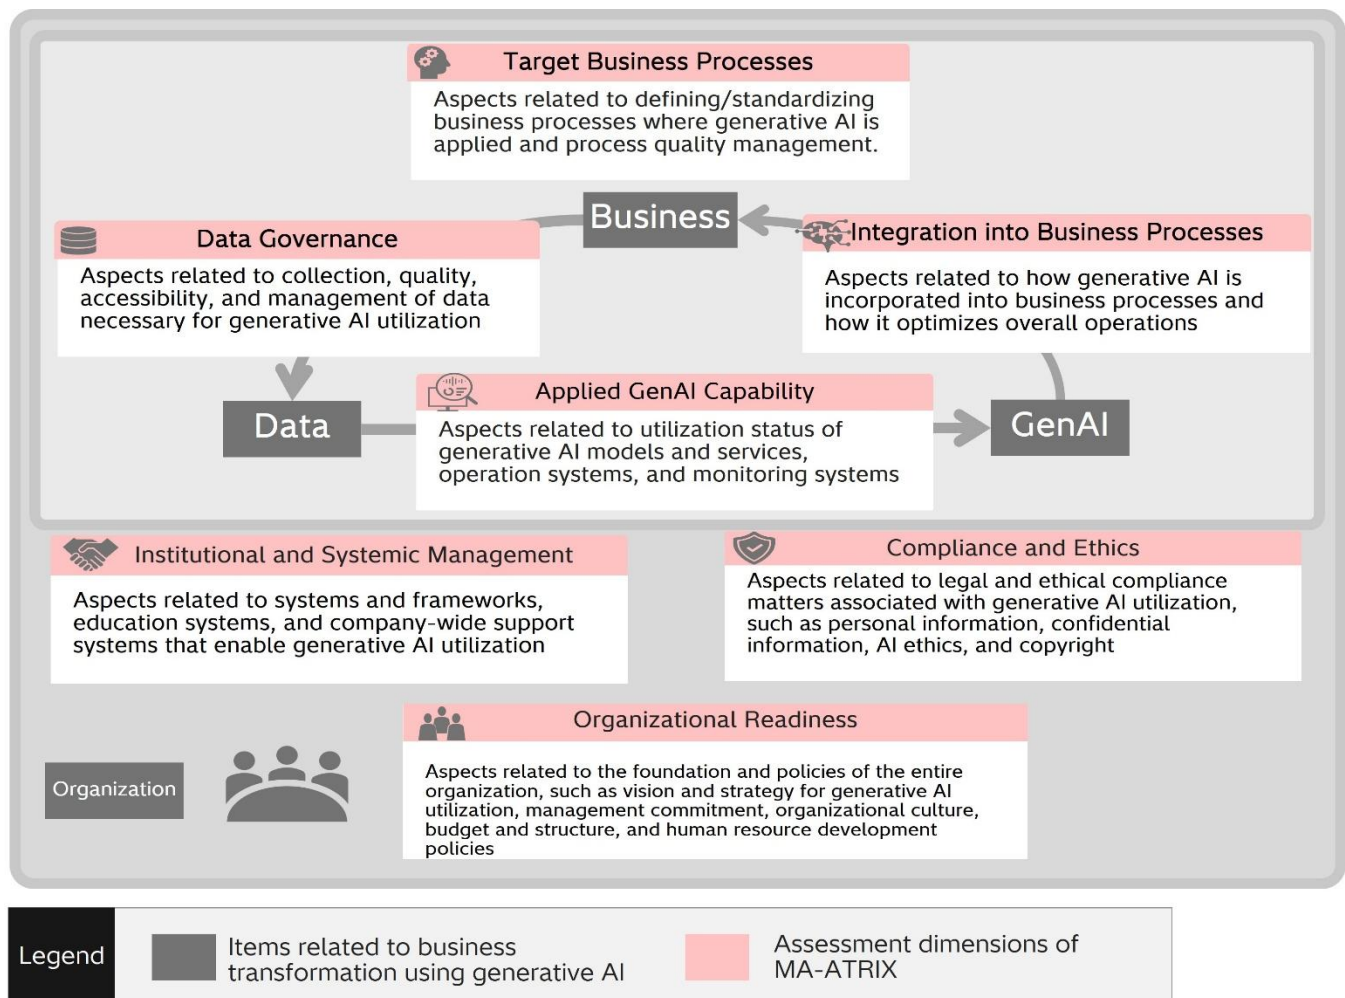 Target Business Processes
Aspects related to defining/standardizing
business processes where generative AI is
applied and process quality management.
Business
Data Governance
Aspects related to collection, quality,
accessibility, and management of data
necessary for generative AI utilization
Integration into Business Processes
Aspects related to how generative AI is
incorporated into business processes and
how it optimizes overall operations
Data
Applied GenAI Capability
Aspects related to utilization status of
generative AI models and services,
operation systems, and monitoring systems
GenAI
Institutional and Systemic Management
Aspects related to systems and frameworks,
education systems, and company-wide support
systems that enable generative AI utilization
Compliance and Ethics
Aspects related to legal and ethical compliance
matters associated with generative AI utilization,
such as personal information, confidential
information, AI ethics, and copyright
Organization
Organizational Readiness
Aspects related to the foundation and policies of the entire
organization, such as vision and strategy for generative AI
utilization, management commitment, organizational culture,
budget and structure, and human resource development
policies
Legend
Items related to business
transformation using generative AI
Assessment dimensions of
MA-ATRIX